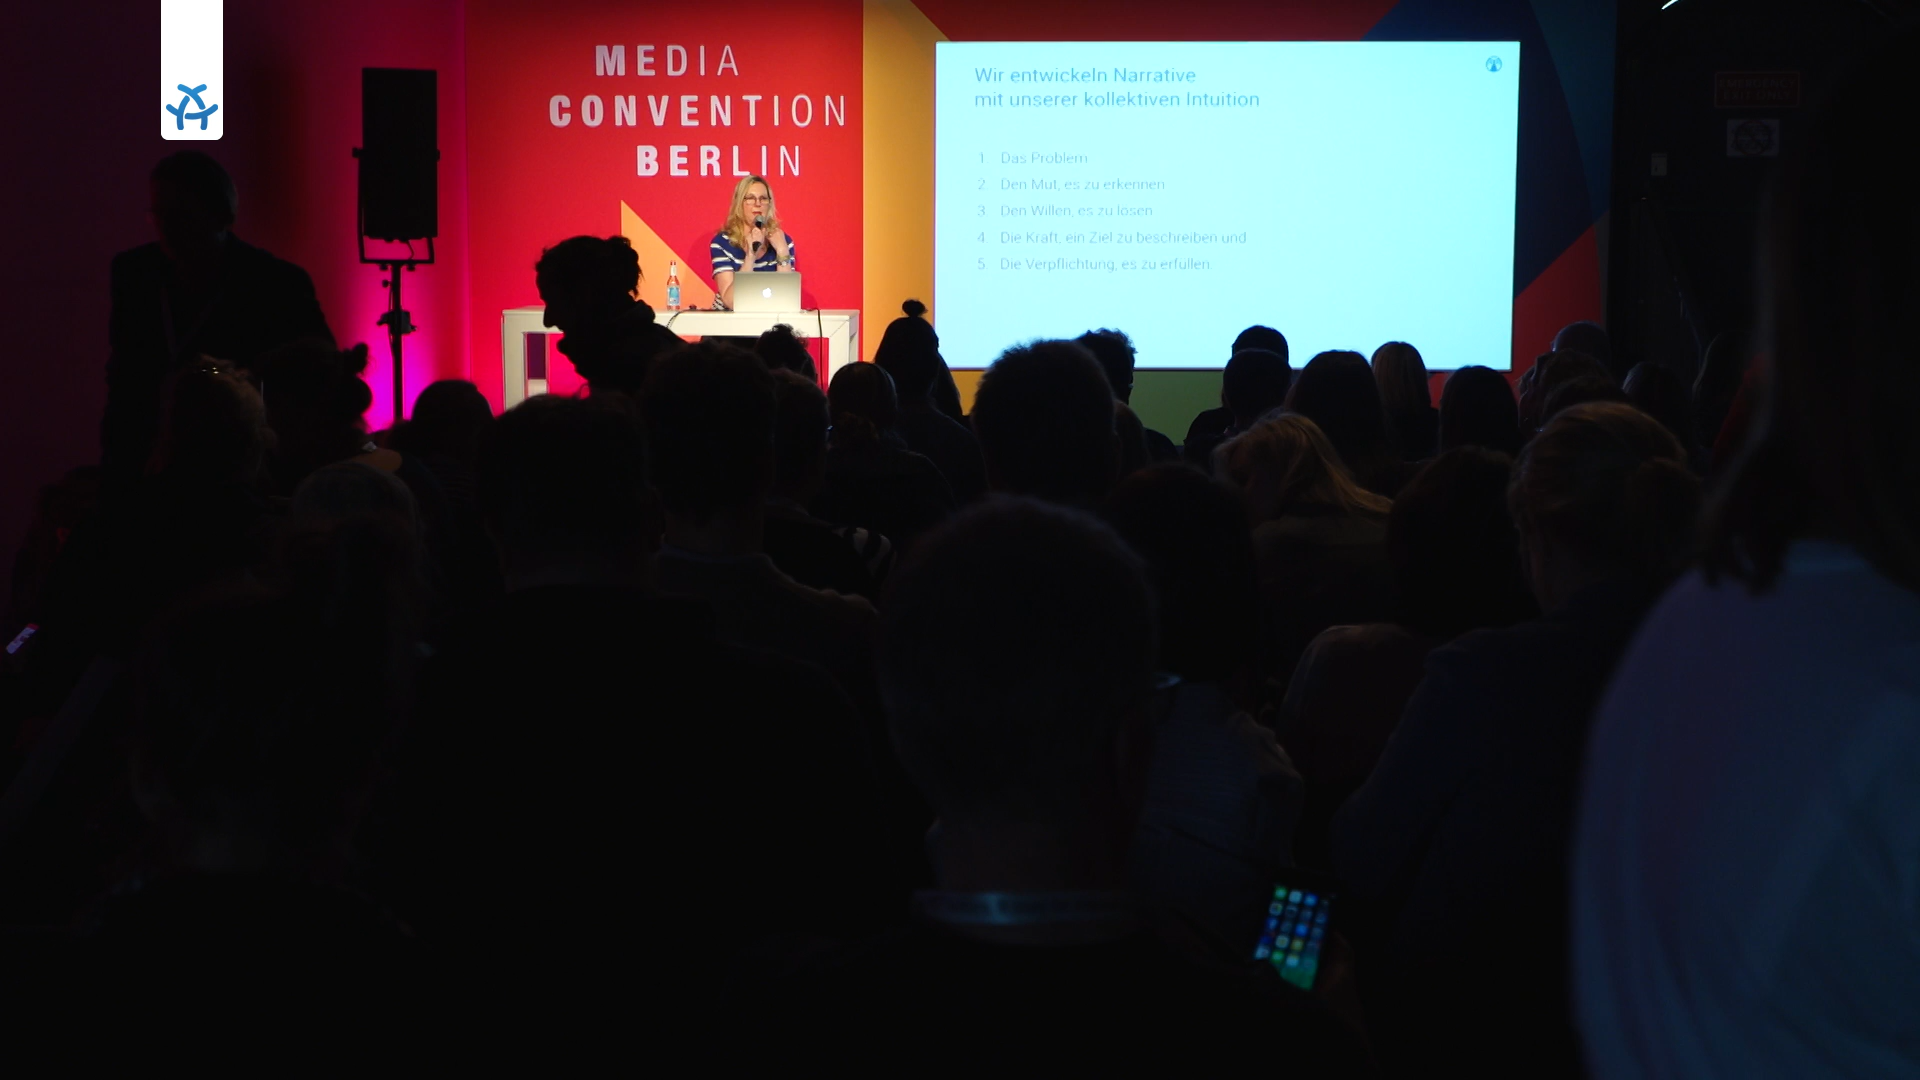 MEDIA
CONVENTION
BERLIN
Wir entwickeln Narrative
mit unserer kollektiven Intuition
1. Das Problem
2. Den Mut, es zu erkennen
3. Den Willen, es zu lösen
4. Die Kraft, ein Ziel zu beschreiben und
5. Die Verpflichtung, es zu erfüllen.